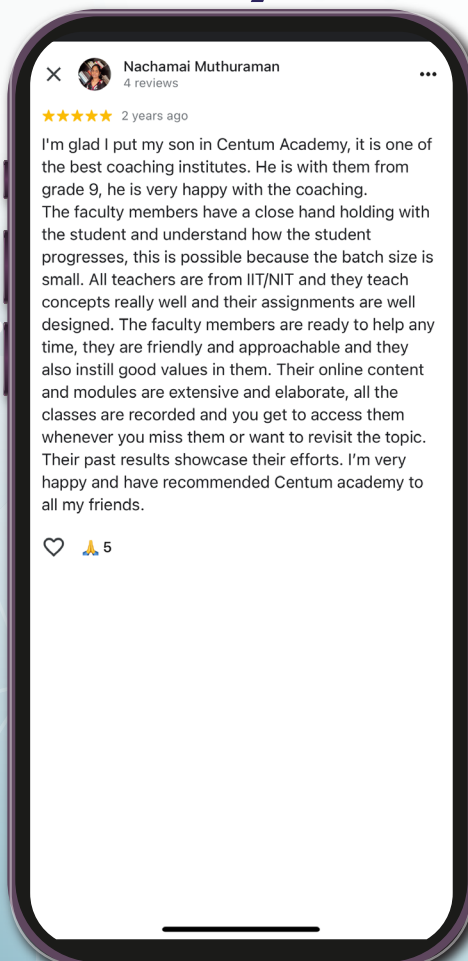 Nachamai Muthuraman
4 reviews
2 years ago
I'm glad I put my son in Centum Academy, it is one of
the best coaching institutes. He is with them from
grade 9, he is very happy with the coaching.
The faculty members have a close hand holding with
the student and understand how the student
progresses, this is possible because the batch size is
small. All teachers are from IIT/NIT and they teach
concepts really well and their assignments are well
designed. The faculty members are ready to help any
time, they are friendly and approachable and they
also instill good values in them. Their online content
and modules are extensive and elaborate, all the
classes are recorded and you get to access them
whenever you miss them or want to revisit the topic.
Their past results showcase their efforts. I’m very
happy and have recommended Centum academy to
all my friends.
🙏 5